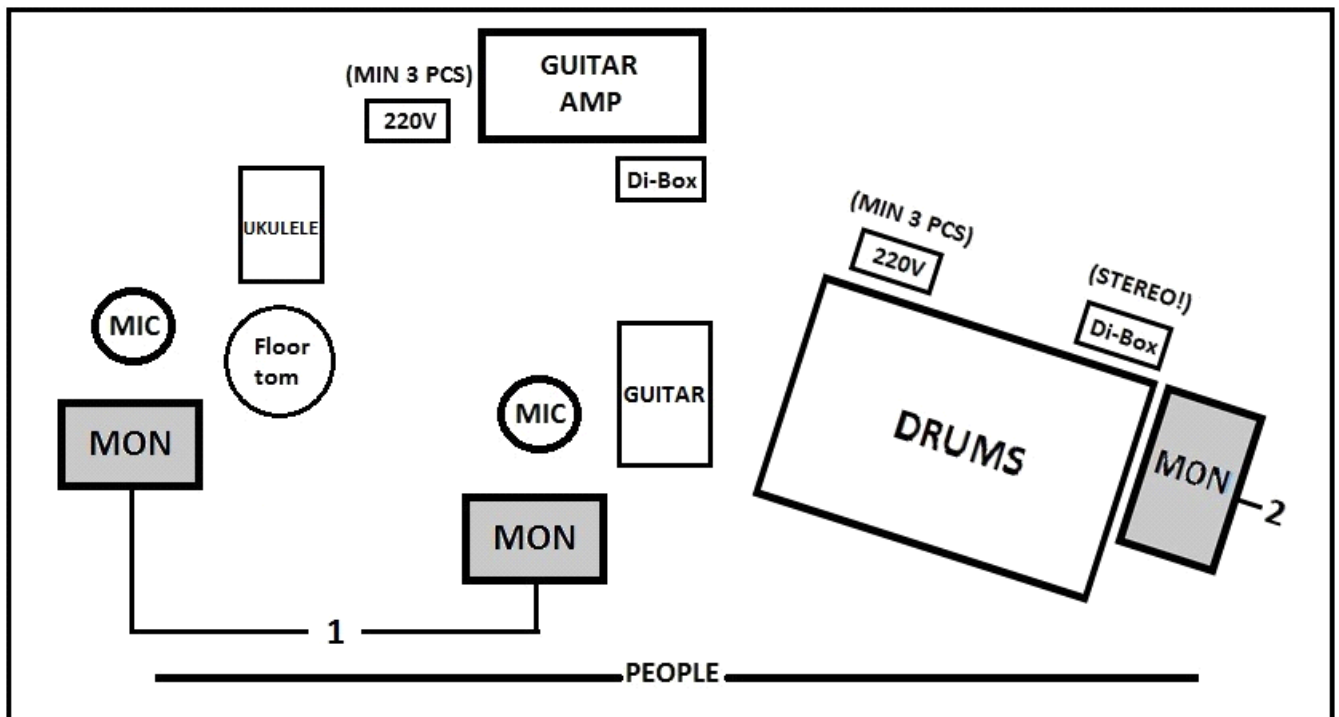 (MIN 3 PCS)
220V
GUITAR
AMP
Di-Box
UKULELE
(MIN 3 PCS)
220V
(STEREO!)
Di-Box
MIC
Floor
tom
MIC
GUITAR
DRUMS
MON
MON
MON
2
1
PEOPLE